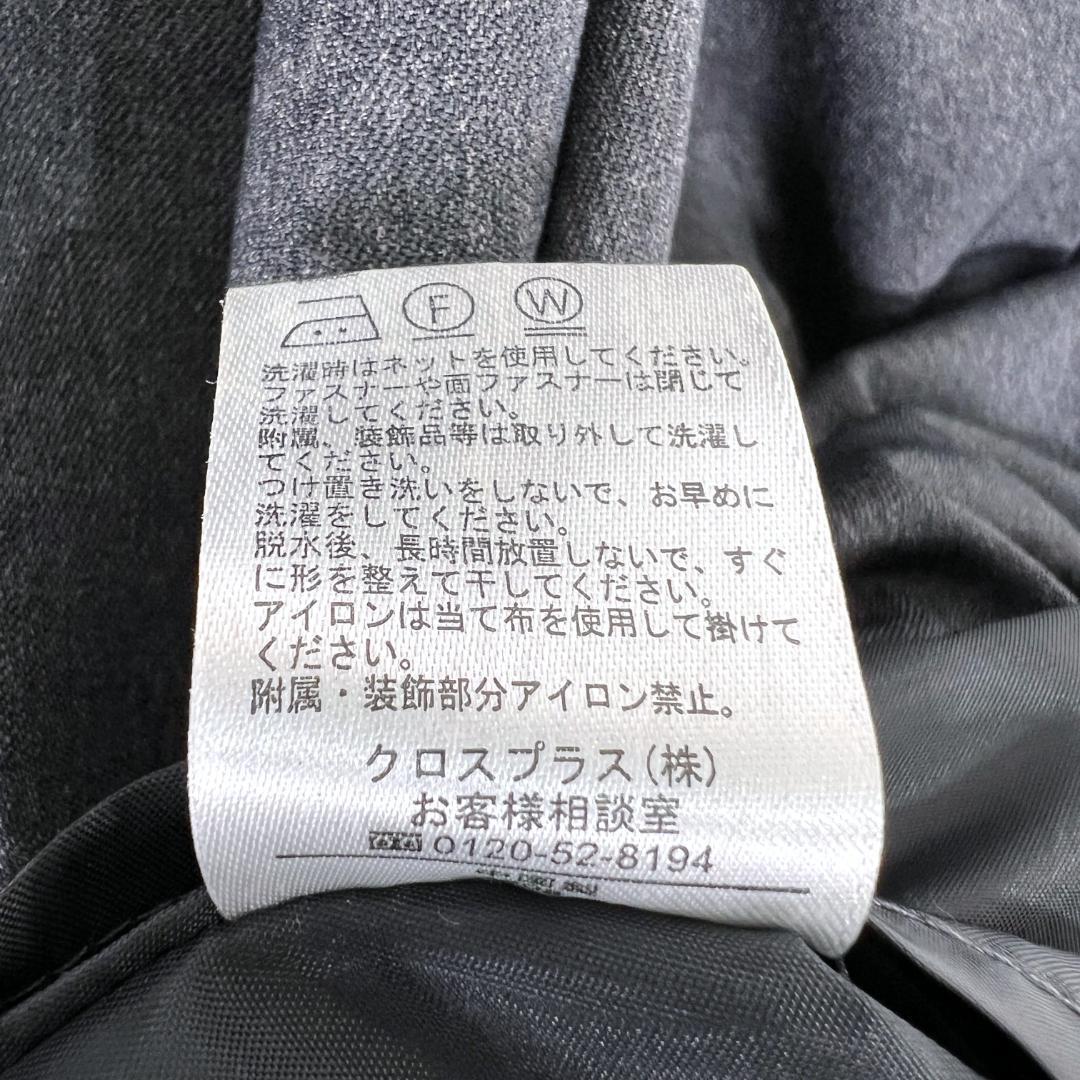 F W
洗濯時はネットを使用してください。
ファスナーや面ファスナーは閉じて
洗濯してください。
附属、装飾品等は取り外して洗濯し
てください。
つけ置き洗いをしないで、お早めに
洗濯をしてください。
脱水後、長時間放置しないで、すぐ
に形を整えて干してください。
アイロンは当て布を使用して掛けて
ください。
附属・装飾部分アイロン禁止。
クロスプラス(株)
お客様相談室
0120-52-8194